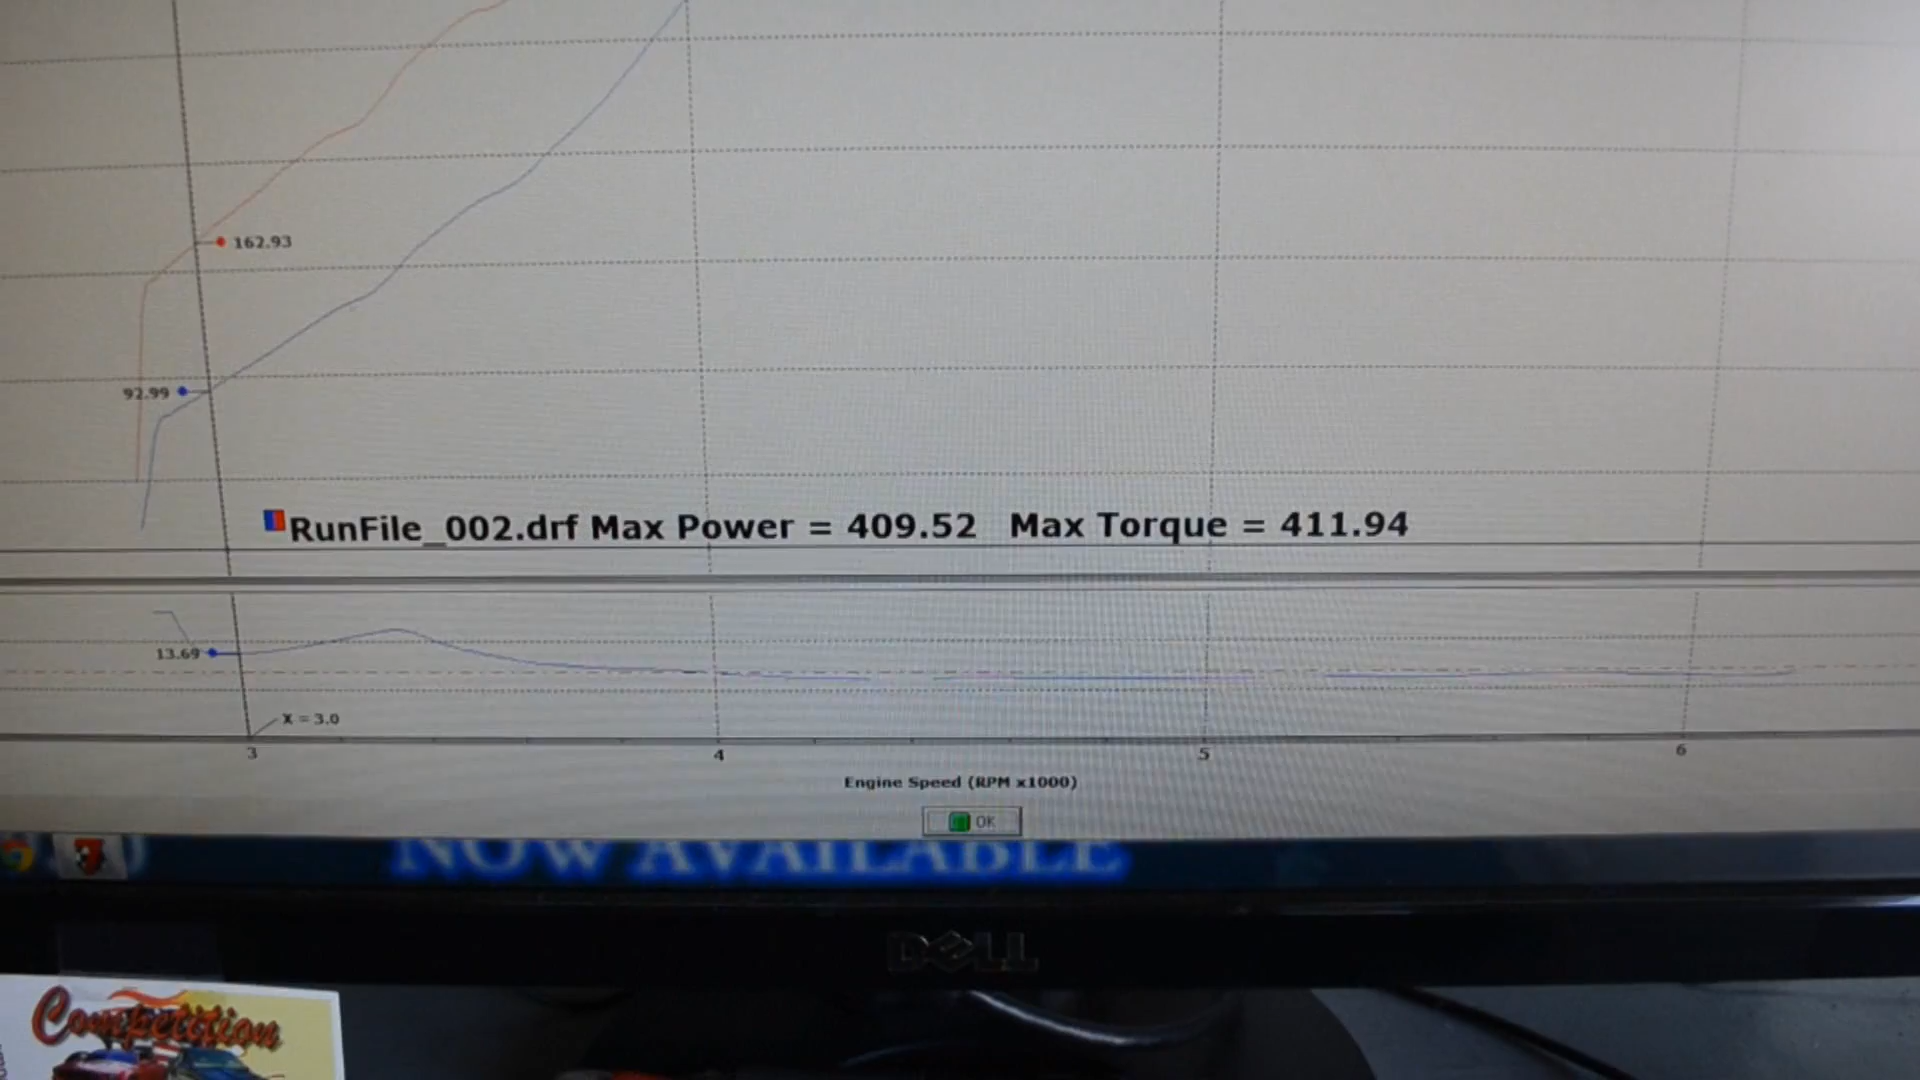 162.93
92.99
RunFile_002.drf Max Power = 409.52 Max Torque = 411.94
13.69
X = 3.0
3 4 5 6
Engine Speed (RPM x1000)
OK
NOW AVAILABLE
DELL
Competition